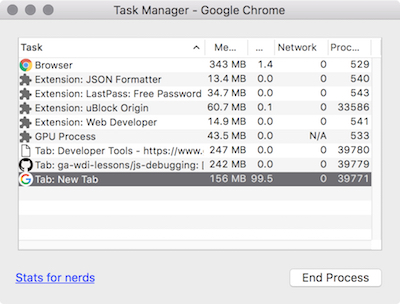 Task Manager - Google Chrome
Task Me... ... Network Proc...
Browser 343 MB 1.4 0 529
Extension: JSON Formatter 13.4 MB 0.0 0 540
Extension: LastPass: Free Password 34.7 MB 0.0 0 543
Extension: uBlock Origin 60.7 MB 0.1 0 33586
Extension: Web Developer 14.9 MB 0.0 0 541
GPU Process 43.5 MB 0.0 N/A 533
Tab: Developer Tools - https://www. 247 MB 0.0 0 39780
Tab: ga-wdi-lessons/js-debugging: 242 MB 0.0 0 39779
Tab: New Tab 156 MB 99.5 0 39771
Stats for nerds
End Process